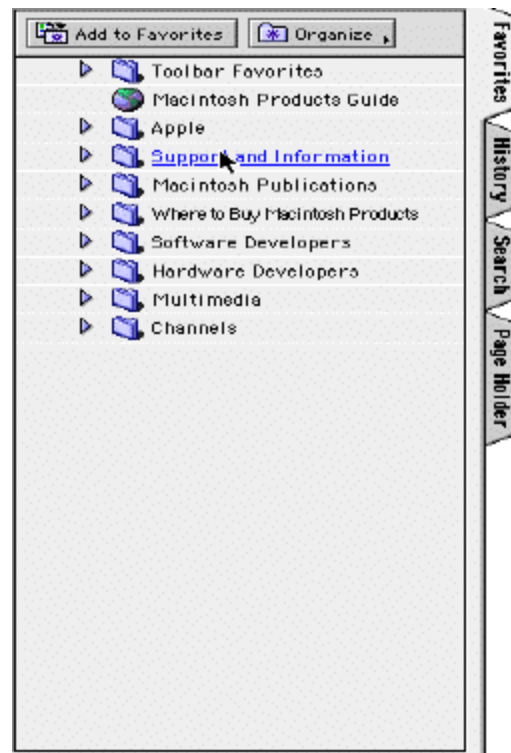 Add to Favorites Organize
Toolbar Favorites
Macintosh Products Guide
Apple
Support and Information
Macintosh Publications
Where to Buy Macintosh Products
Software Developers
Hardware Developers
Multimedia
Channels
Favorites
History
Search
Page Holder